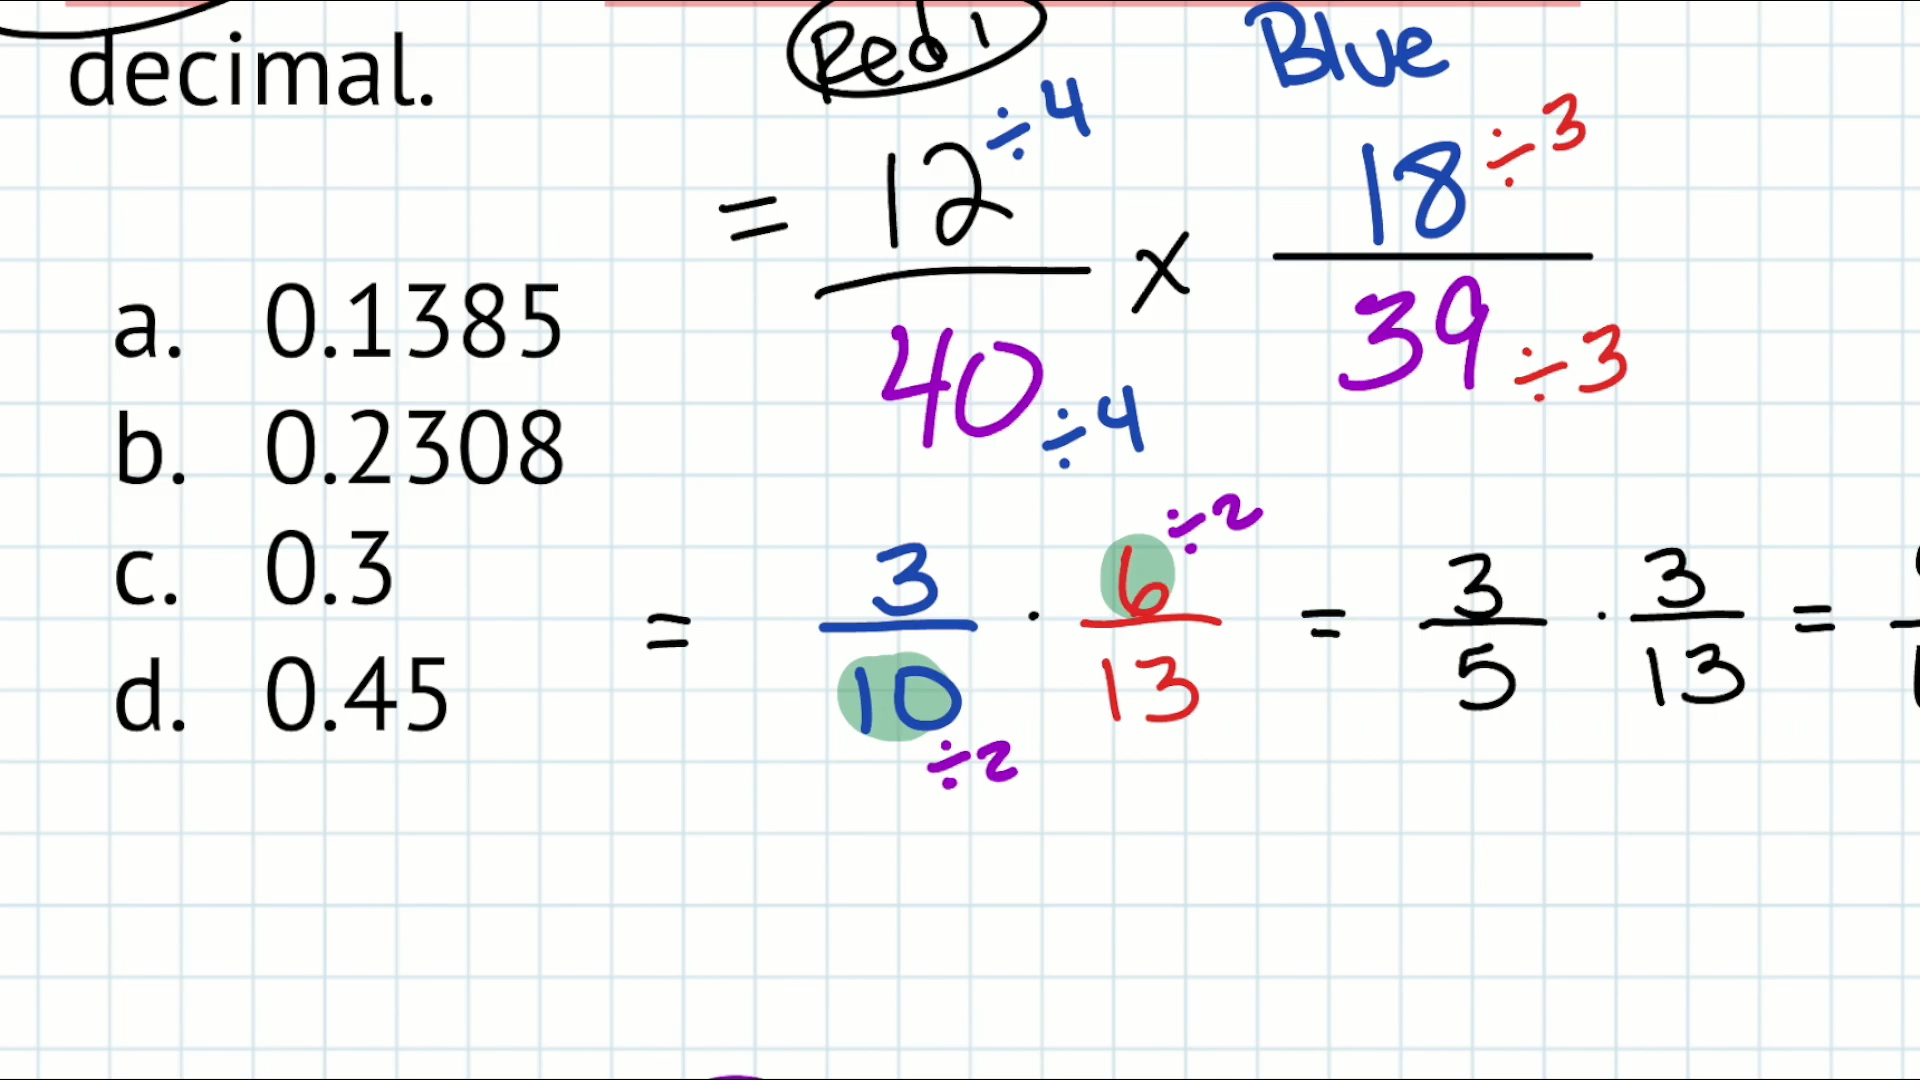 decimal.
Red 1 Blue
= 12 ÷4 / 40 ÷4 x 18 ÷3 / 39 ÷3
a. 0.1385
b. 0.2308
c. 0.3
d. 0.45
= 3 / 10 ÷2 · 6 ÷2 / 13 = 3 / 5 · 3 / 13 =